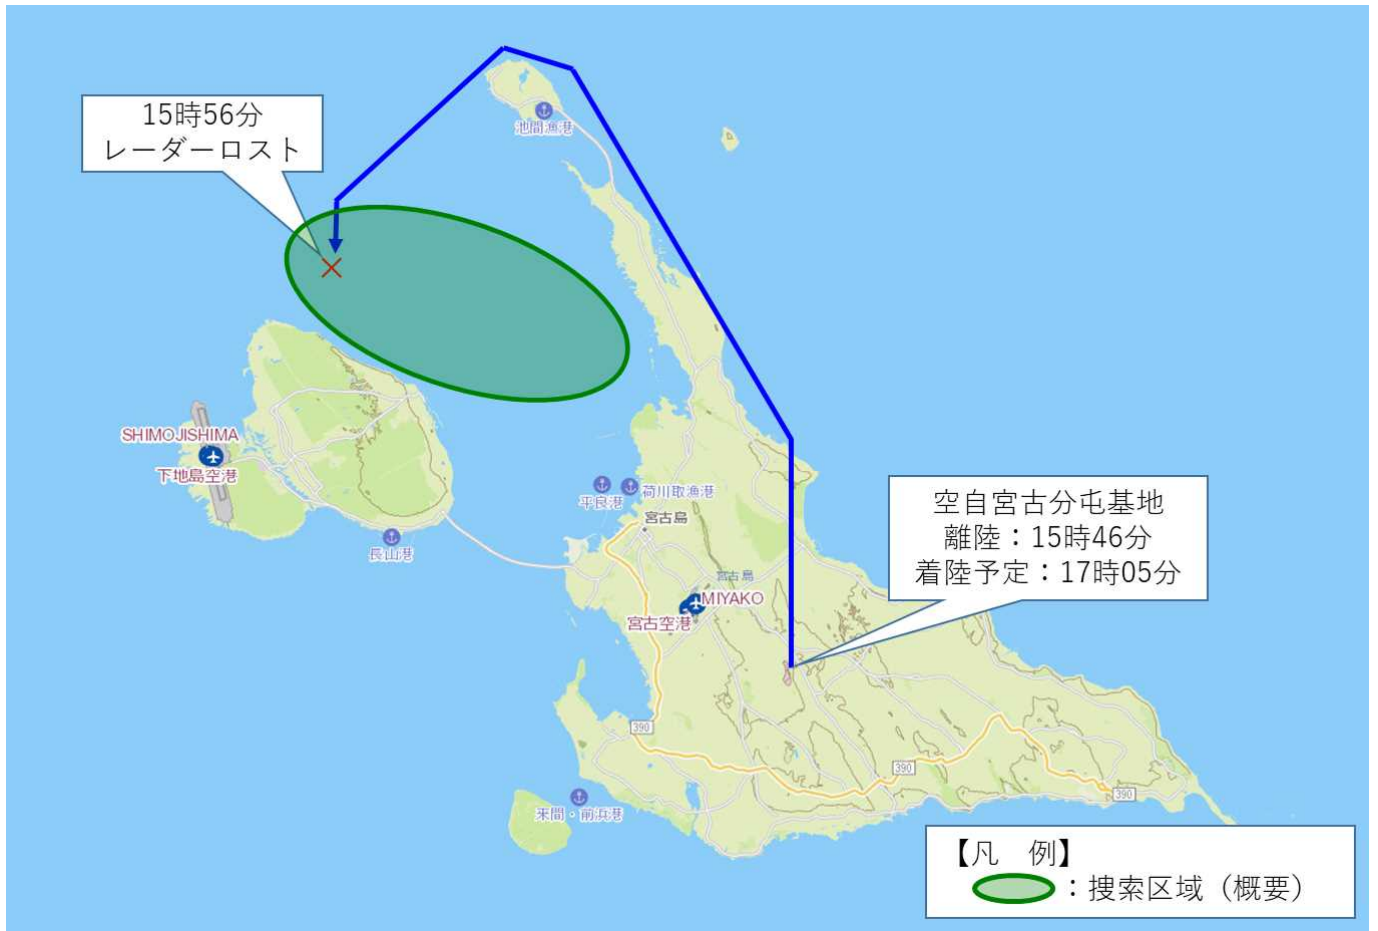 15時56分
レーダーロスト
池間漁港
SHIMOJISHIMA
下地島空港
平良港
荷川取漁港
宮古島
長山港
宮古島
MIYAKO
宮古空港
空自宮古分屯基地
離陸：15時46分
着陸予定：17時05分
390
390
390
来間・前浜港
【凡　例】
：捜索区域（概要）